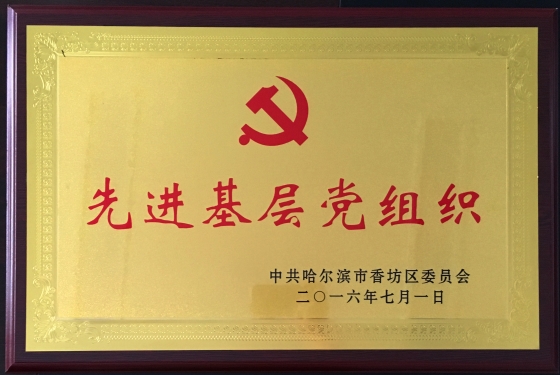 先进基层党组织
中共哈尔滨市香坊区委员会
二〇一六年七月一日